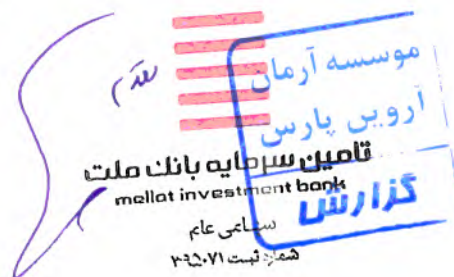 موسسه آرمان
آروین پارس
گزارش
تامین سرمایه بانک ملت
mellat investment bank
سهامی عام
شماره ثبت ۳۹۵۰۷۱